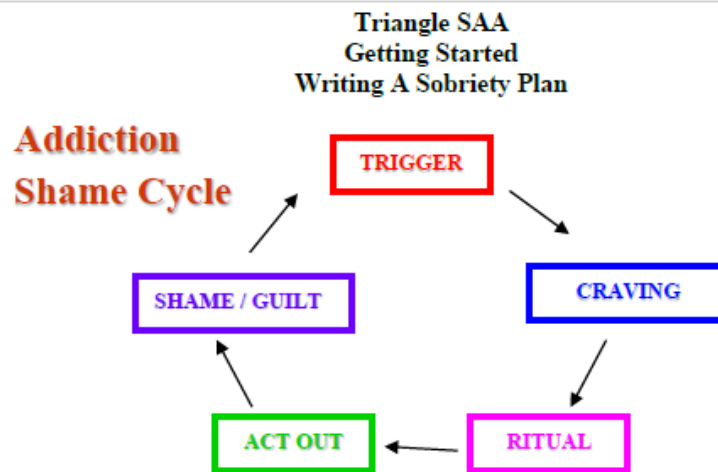 Triangle SAA
Getting Started
Writing A Sobriety Plan
Addiction
Shame Cycle
TRIGGER
CRAVING
RITUAL
ACT OUT
SHAME / GUILT